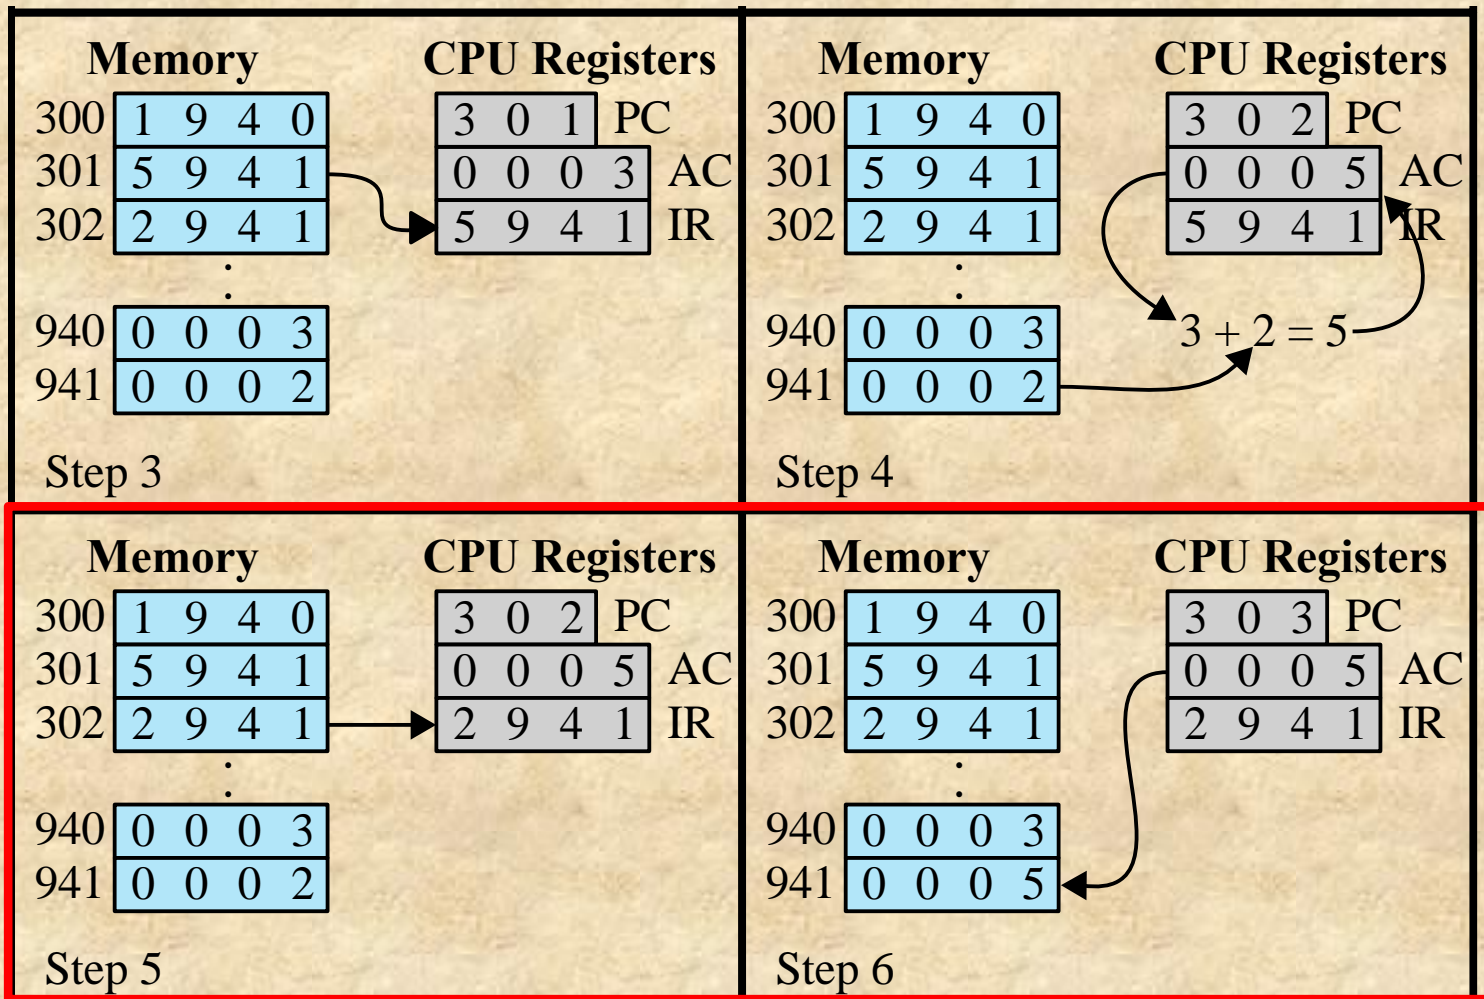 Memory CPU Registers
300 1 9 4 0 3 0 1 PC
301 5 9 4 1 0 0 0 3 AC
302 2 9 4 1 5 9 4 1 IR
940 0 0 0 3
941 0 0 0 2
Step 3
Memory CPU Registers
300 1 9 4 0 3 0 2 PC
301 5 9 4 1 0 0 0 5 AC
302 2 9 4 1 5 9 4 1 IR
940 0 0 0 3 3 + 2 = 5
941 0 0 0 2
Step 4
Memory CPU Registers
300 1 9 4 0 3 0 2 PC
301 5 9 4 1 0 0 0 5 AC
302 2 9 4 1 2 9 4 1 IR
940 0 0 0 3
941 0 0 0 2
Step 5
Memory CPU Registers
300 1 9 4 0 3 0 3 PC
301 5 9 4 1 0 0 0 5 AC
302 2 9 4 1 2 9 4 1 IR
940 0 0 0 3
941 0 0 0 5
Step 6